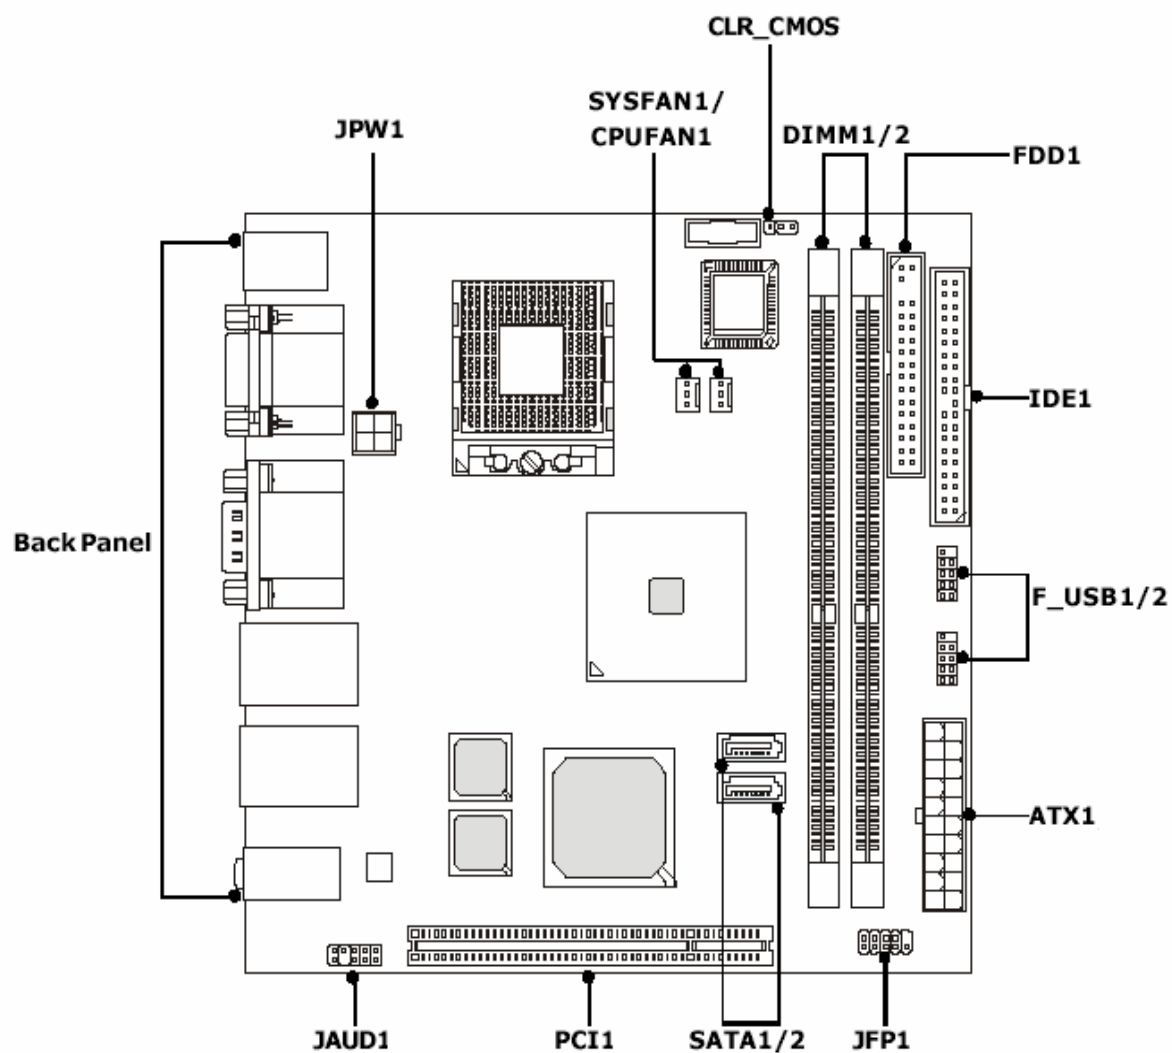 CLR_CMOS
SYSFAN1/
CPUFAN1
JPW1
DIMM1/2
FDD1
IDE1
Back Panel
F_USB1/2
ATX1
JAUD1
PCI1
SATA1/2
JFP1